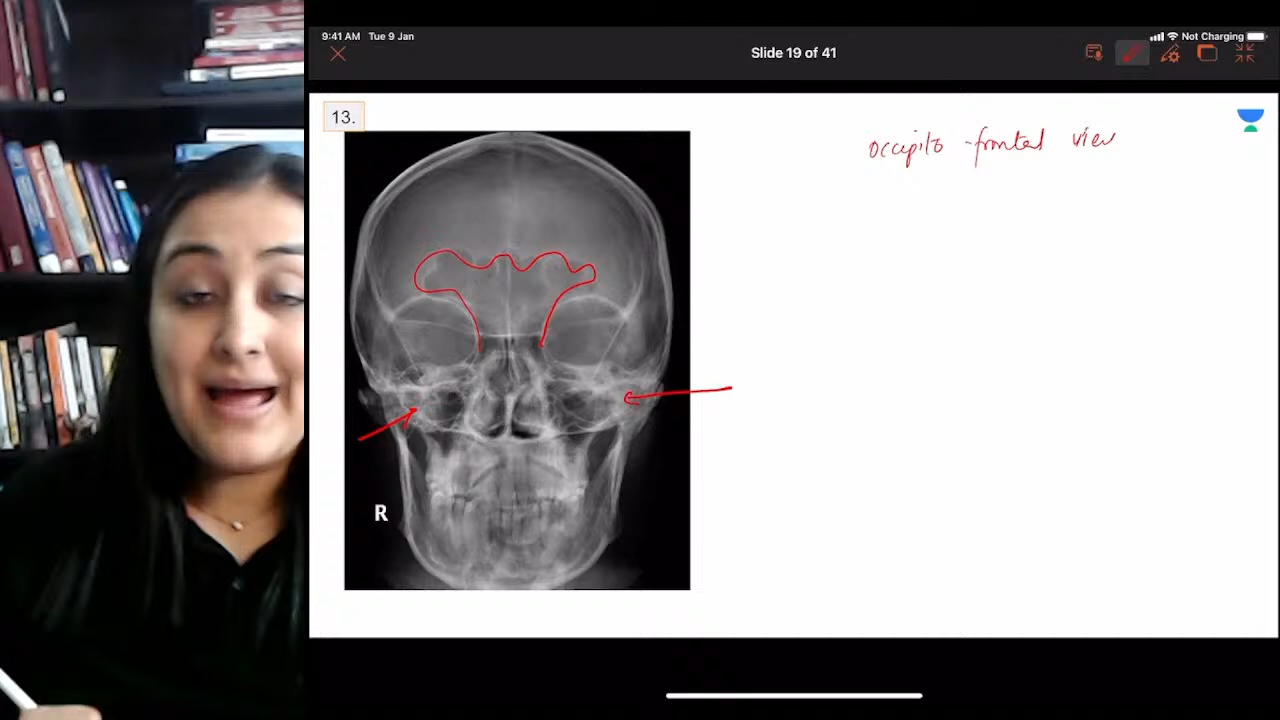 9:41 AM Tue 9 Jan
Not Charging
Slide 19 of 41
13.
occipito-frontal view
R